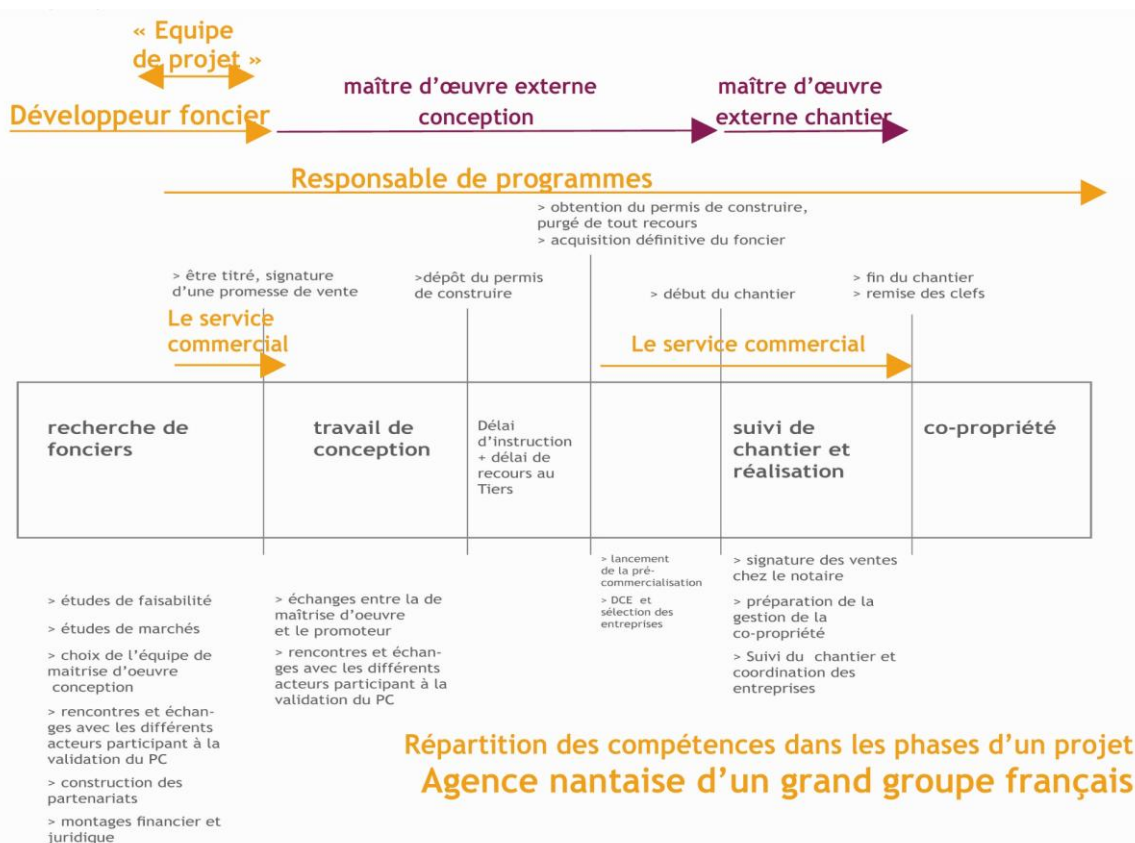 « Equipe
de projet »
Développeur foncier
maître d'œuvre externe
conception
maître d'œuvre
externe chantier
Responsable de programmes
> obtention du permis de construire,
purgé de tout recours
> acquisition définitive du foncier
> être titré, signature
d'une promesse de vente
>dépôt du permis
de construire
> début du chantier
> fin du chantier
> remise des clefs
Le service
commercial
Le service commercial
recherche de
fonciers
travail de
conception
Délai
d'instruction
+ délai de
recours au
Tiers
suivi de
chantier et
réalisation
co-propriété
> études de faisabilité
> études de marchés
> choix de l'équipe de
maitrise d'oeuvre
conception
> rencontres et échan-
ges avec les différents
acteurs participant à la
validation du PC
> construction des
partenariats
> montages financier et
juridique
> échanges entre la de
maîtrise d'oeuvre
et le promoteur
> rencontres et échan-
ges avec les différents
acteurs participant à la
validation du PC
> lancement
de la pré-
commercialisation
> DCE et
sélection des
entreprises
> signature des ventes
chez le notaire
> préparation de la
gestion de la
co-propriété
> Suivi du chantier et
coordination des
entreprises
Répartition des compétences dans les phases d'un projet
Agence nantaise d'un grand groupe français